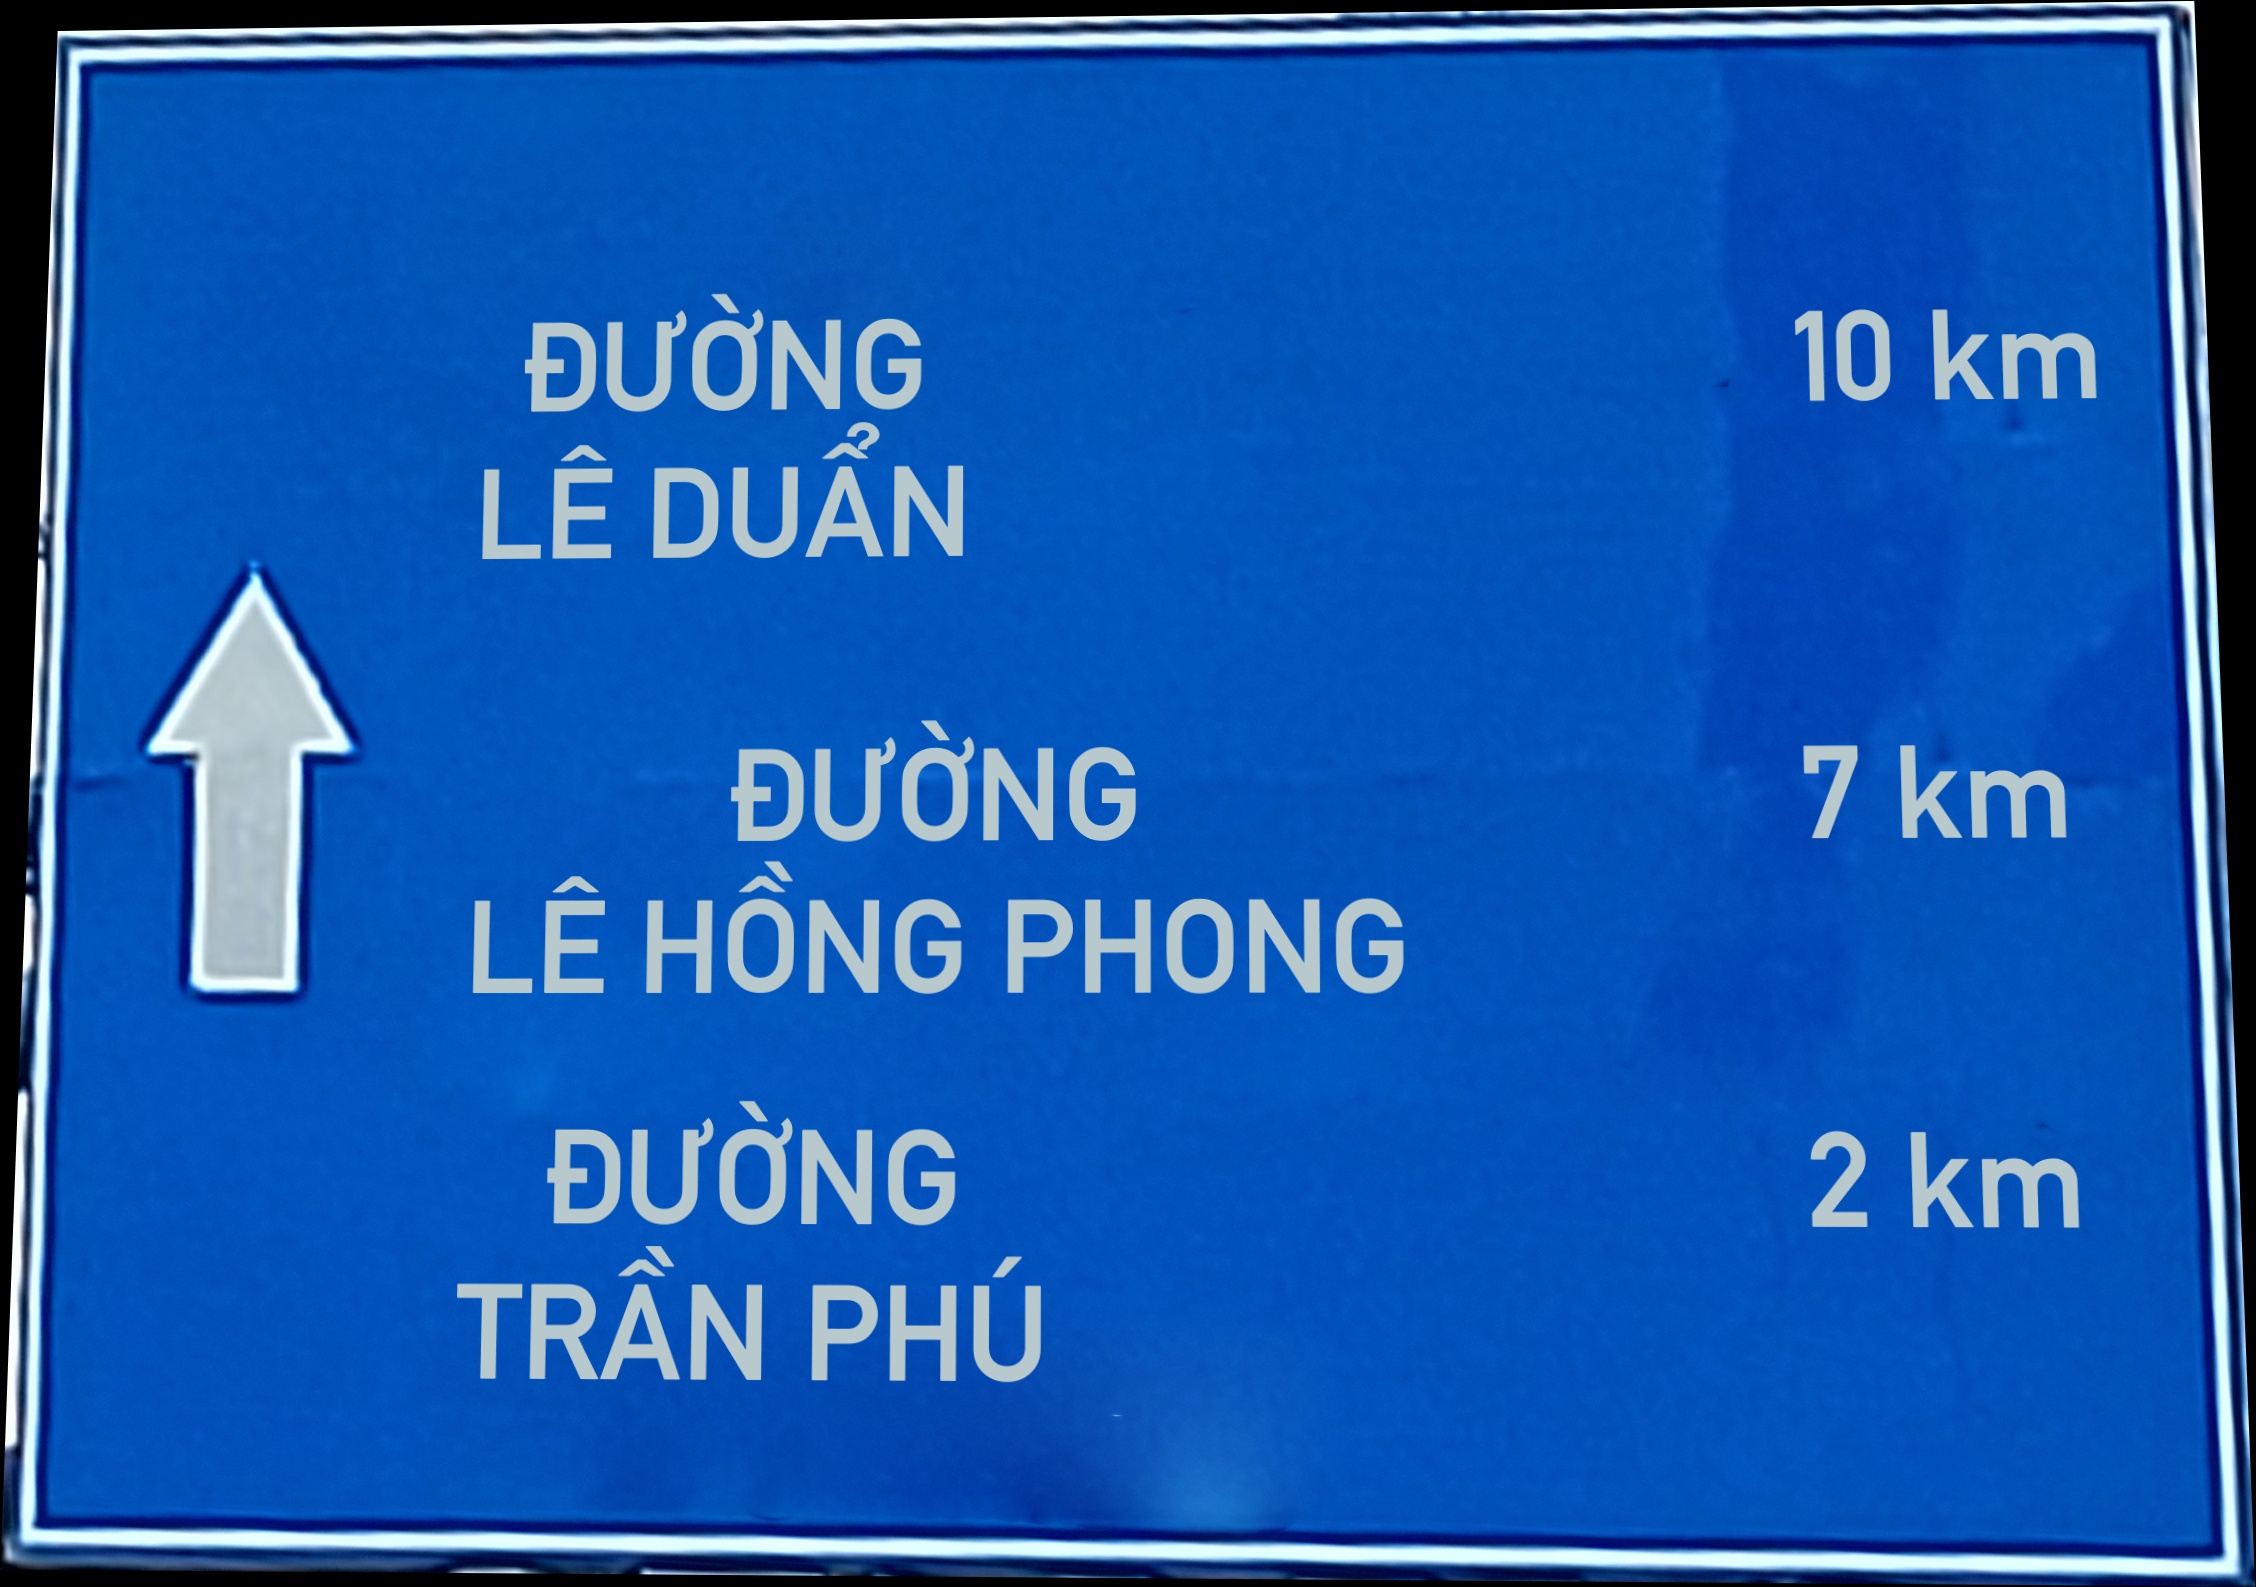 ĐƯỜNG 10 km
LÊ DUẨN
ĐƯỜNG 7 km
LÊ HỒNG PHONG
ĐƯỜNG 2 km
TRẦN PHÚ